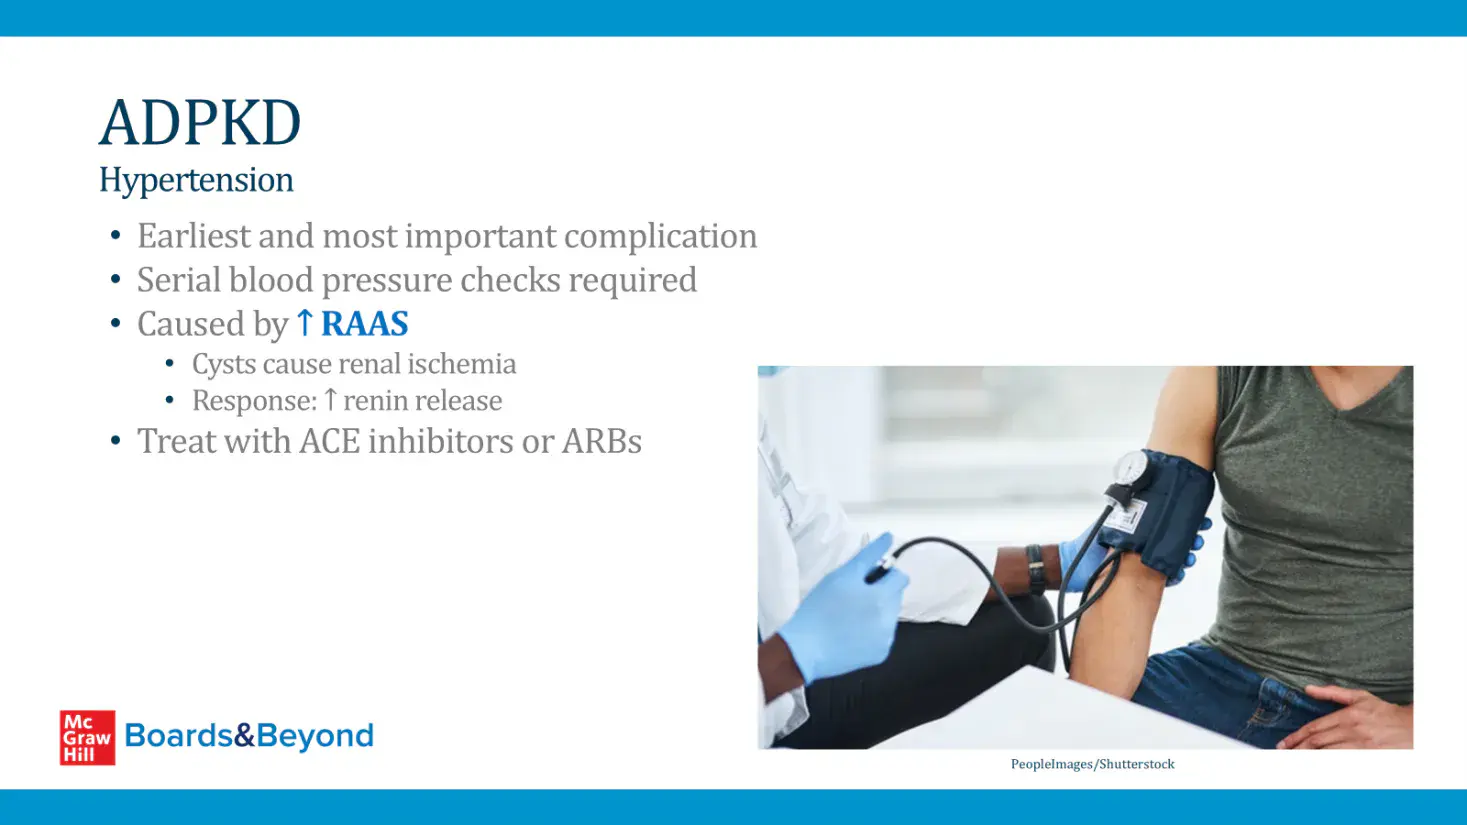 ADPKD
Hypertension
• Earliest and most important complication
• Serial blood pressure checks required
• Caused by ↑ RAAS
• Cysts cause renal ischemia
• Response: ↑ renin release
• Treat with ACE inhibitors or ARBs
Mc
Graw
Hill
Boards&Beyond
PeopleImages/Shutterstock